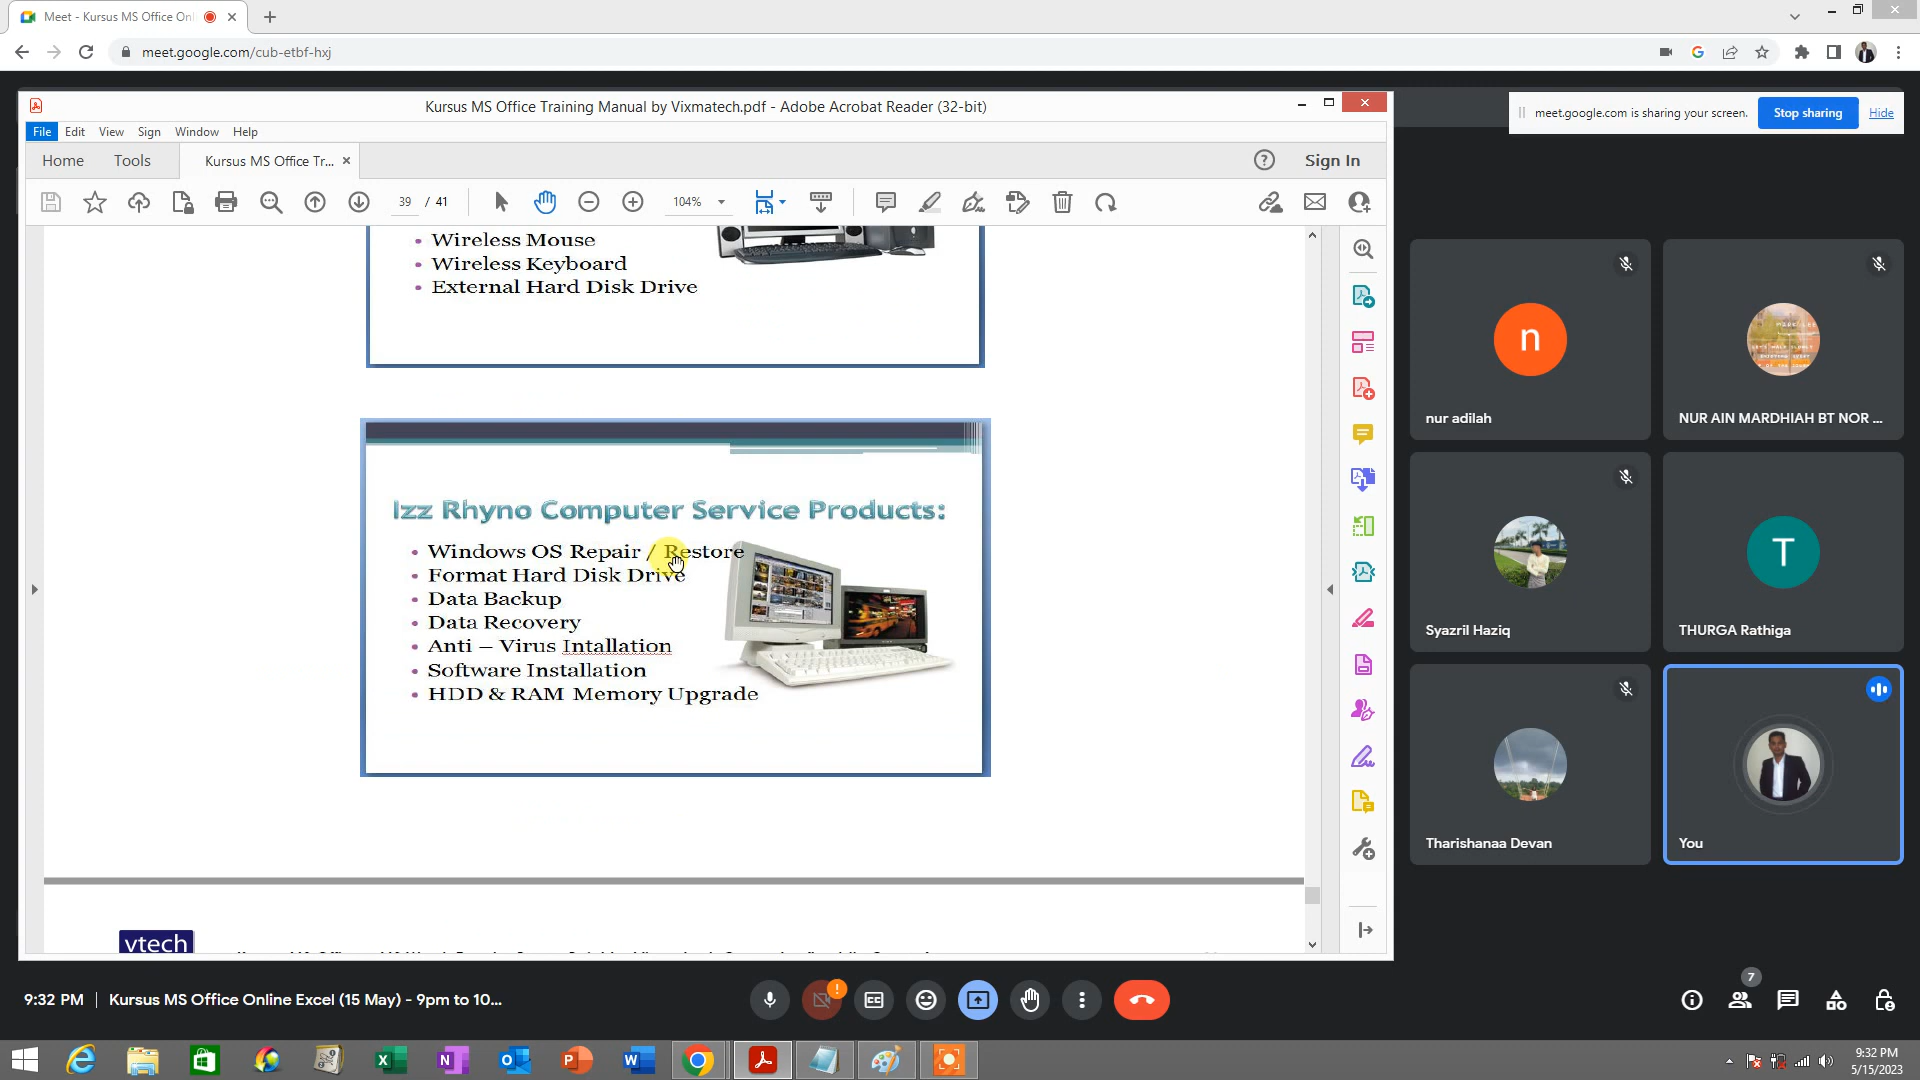 Meet - Kursus MS Office Onl
meet.google.com/cub-etbf-hxj
Kursus MS Office Training Manual by Vixmatech.pdf - Adobe Acrobat Reader (32-bit)
meet.google.com is sharing your screen.
Stop sharing
Hide
File Edit View Sign Window Help
Home Tools Kursus MS Office Tr... Sign In
39 / 41 104%
• Wireless Mouse
• Wireless Keyboard
• External Hard Disk Drive
Izz Rhyno Computer Service Products:
• Windows OS Repair / Restore
• Format Hard Disk Drive
• Data Backup
• Data Recovery
• Anti – Virus Intallation
• Software Installation
• HDD & RAM Memory Upgrade
vtech
n
nur adilah
NUR AIN MARDHIAH BT NOR ...
Syazril Haziq
T
THURGA Rathiga
Tharishanaa Devan
You
9:32 PM | Kursus MS Office Online Excel (15 May) - 9pm to 10...
7
9:32 PM
5/15/2023